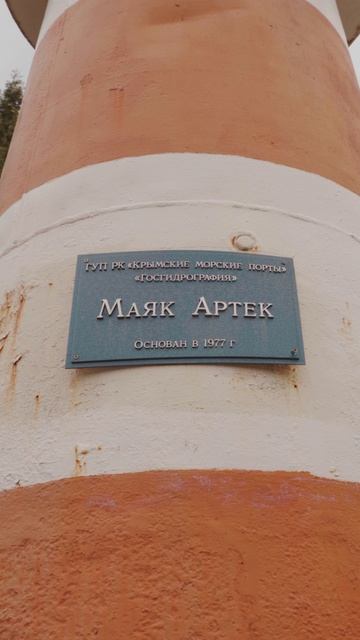 ГУП РК «Крымские морские порты»
«Госгидрография»
Маяк Артек
Основан в 1977 г